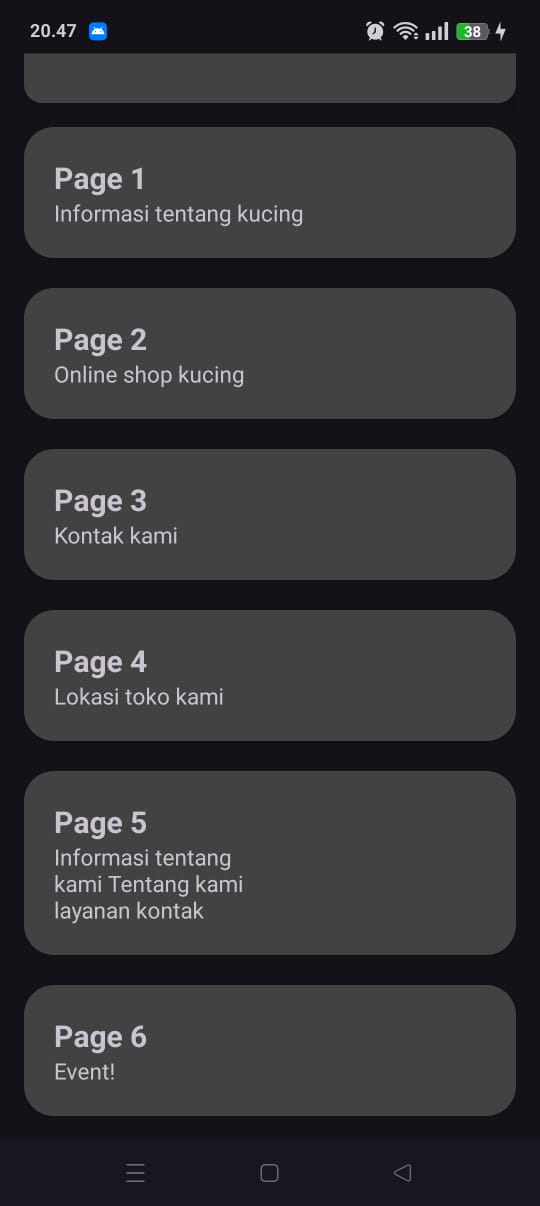 20.47
38
Page 1
Informasi tentang kucing
Page 2
Online shop kucing
Page 3
Kontak kami
Page 4
Lokasi toko kami
Page 5
Informasi tentang
kami Tentang kami
layanan kontak
Page 6
Event!